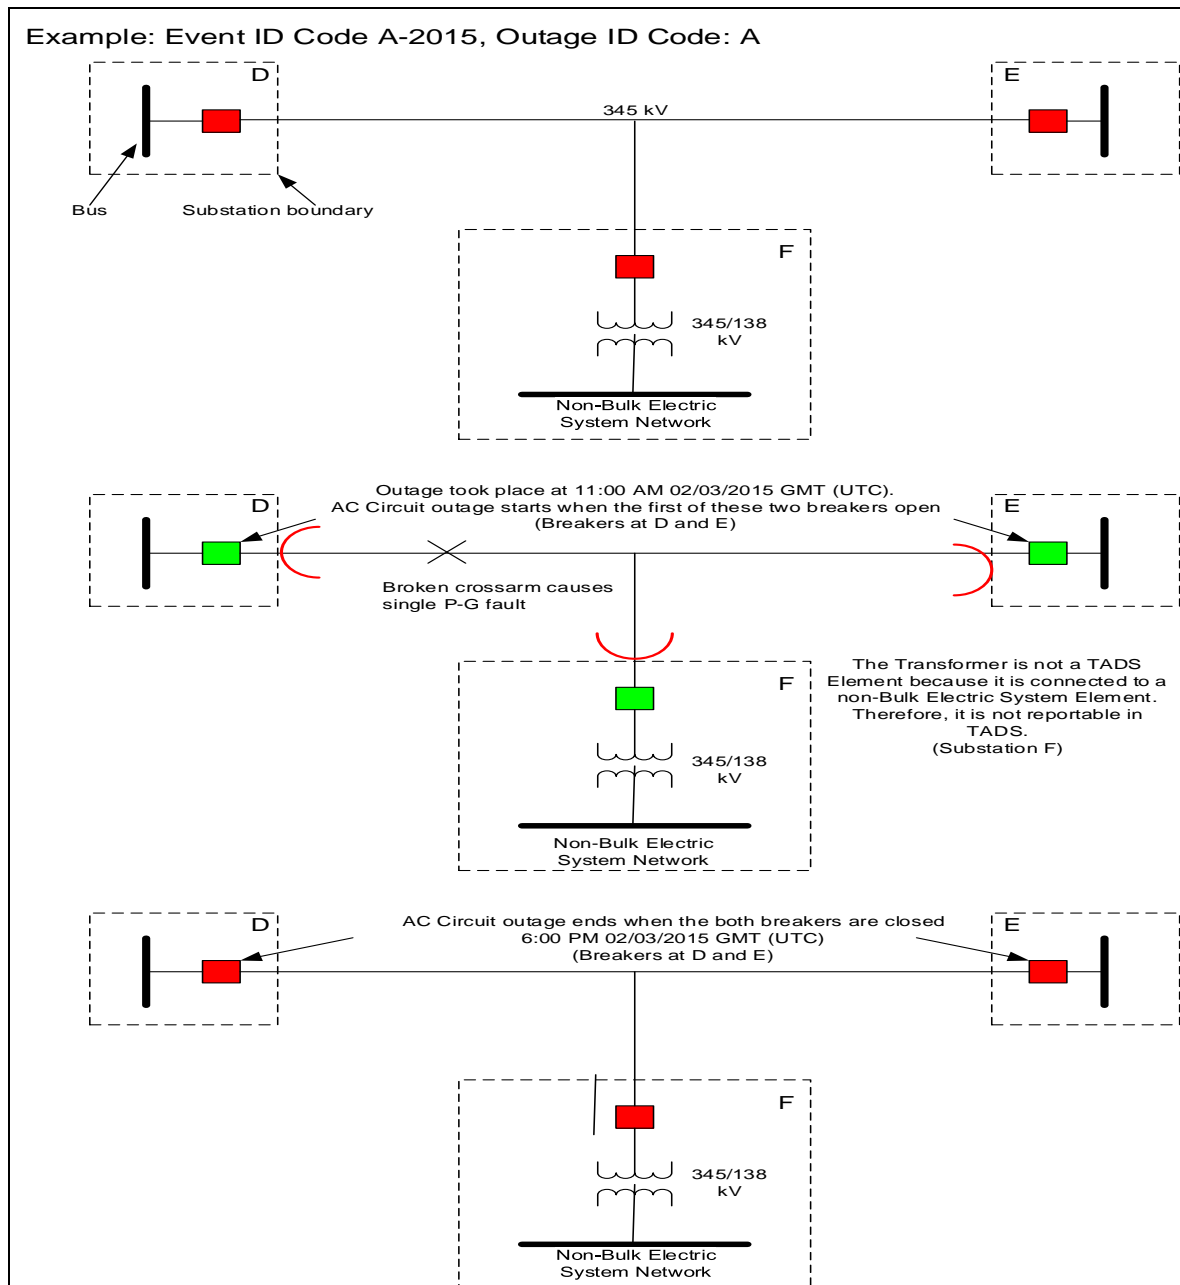 Example: Event ID Code A-2015, Outage ID Code: A
D
E
345 kV
Bus
Substation boundary
F
345/138
kV
Non-Bulk Electric
System Network
Outage took place at 11:00 AM 02/03/2015 GMT (UTC).
D
AC Circuit outage starts when the first of these two breakers open
E
(Breakers at D and E)
Broken crossarm causes
single P-G fault
The Transformer is not a TADS
Element because it is connected to a
non-Bulk Electric System Element.
Therefore, it is not reportable in
TADS.
(Substation F)
F
345/138
kV
Non-Bulk Electric
System Network
D
AC Circuit outage ends when the both breakers are closed
E
6:00 PM 02/03/2015 GMT (UTC)
(Breakers at D and E)
F
345/138
kV
Non-Bulk Electric
System Network